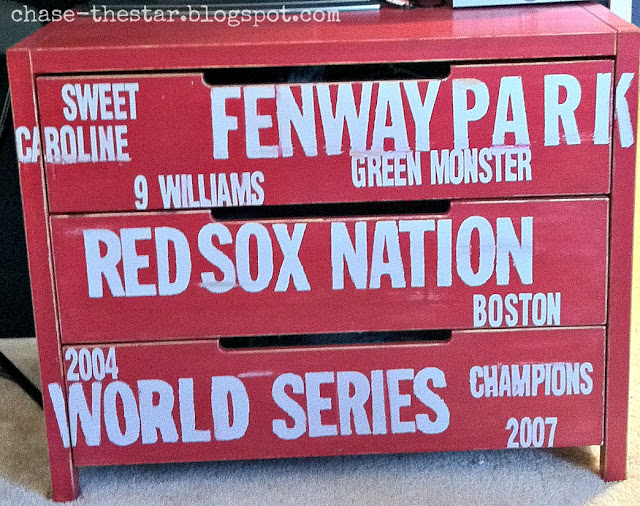 chase-thestar.blogspot.com
SWEET
CAROLINE
FENWAY PARK
GREEN MONSTER
9 WILLIAMS
RED SOX NATION
BOSTON
2004
WORLD SERIES
CHAMPIONS
2007